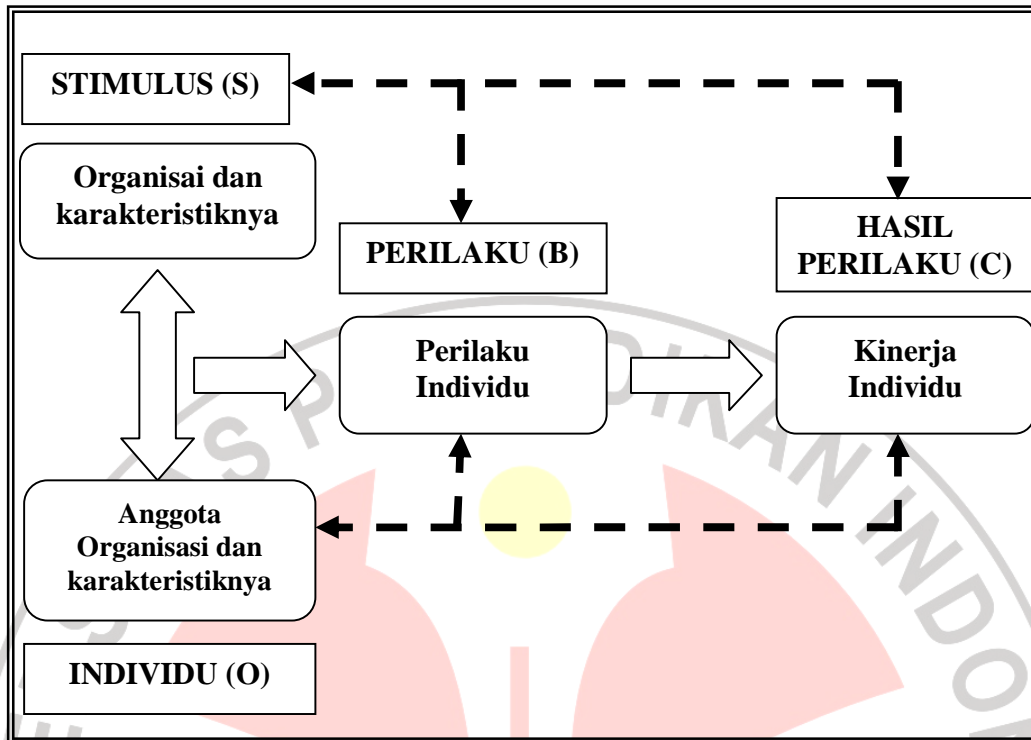 STIMULUS (S)
Organisai dan
karakteristiknya
PERILAKU (B)
HASIL
PERILAKU (C)
Perilaku
Individu
Kinerja
Individu
Anggota
Organisasi dan
karakteristiknya
INDIVIDU (O)